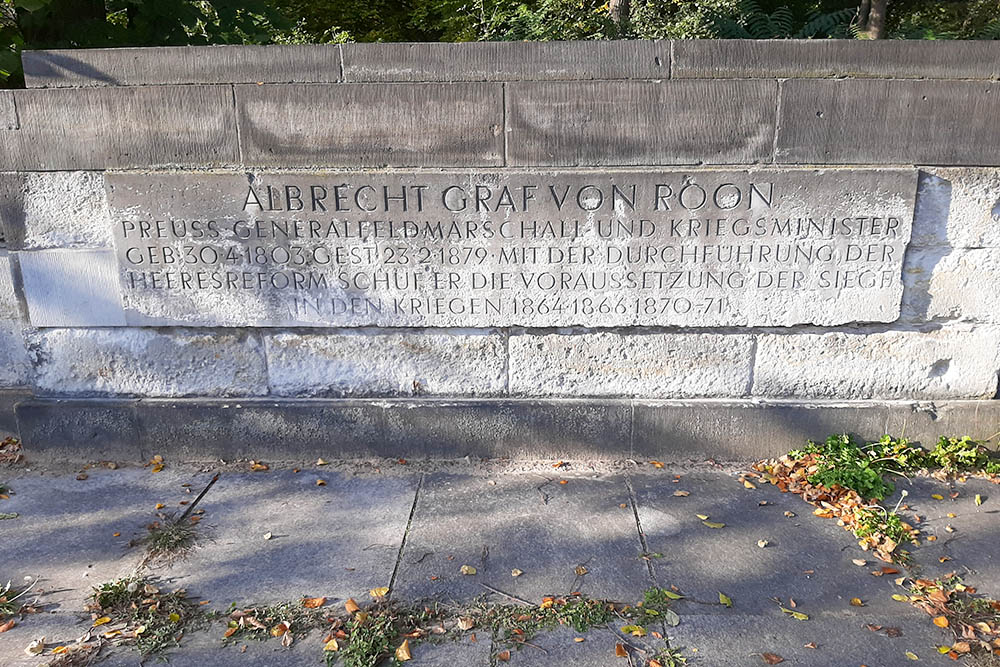 ALBRECHT GRAF VON ROON
PREUSS·GENERALFELDMARSCHALL UND KRIEGSMINISTER
GEB·30·4·1803, GEST·23·2·1879·MIT DER DURCHFÜHRUNG DER
HEERESREFORM SCHUF ER DIE VORAUSSETZUNG DER SIEGE
IN DEN KRIEGEN 1864·1866·1870-71